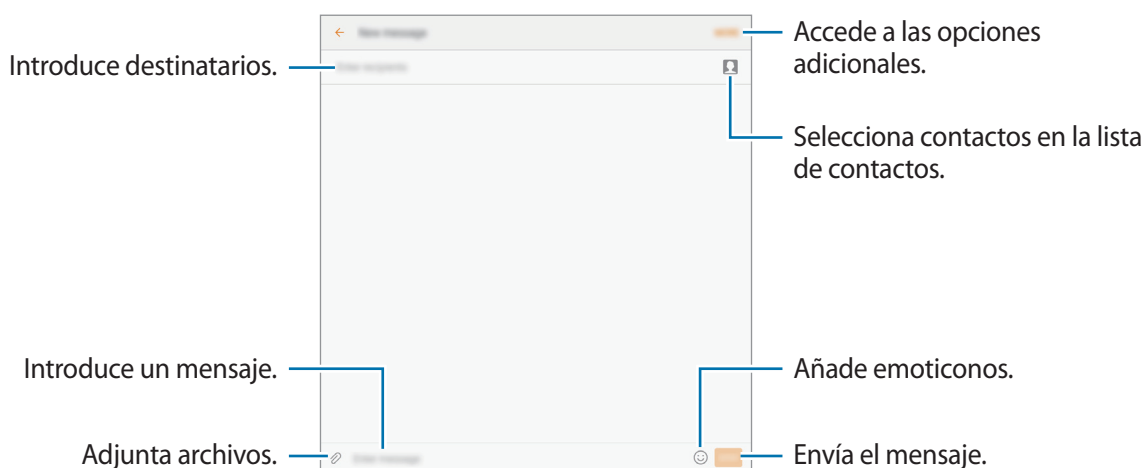 Accede a las opciones
adicionales.
Introduce destinatarios.
Selecciona contactos en la lista
de contactos.
Introduce un mensaje.
Añade emoticonos.
Adjunta archivos.
Envía el mensaje.